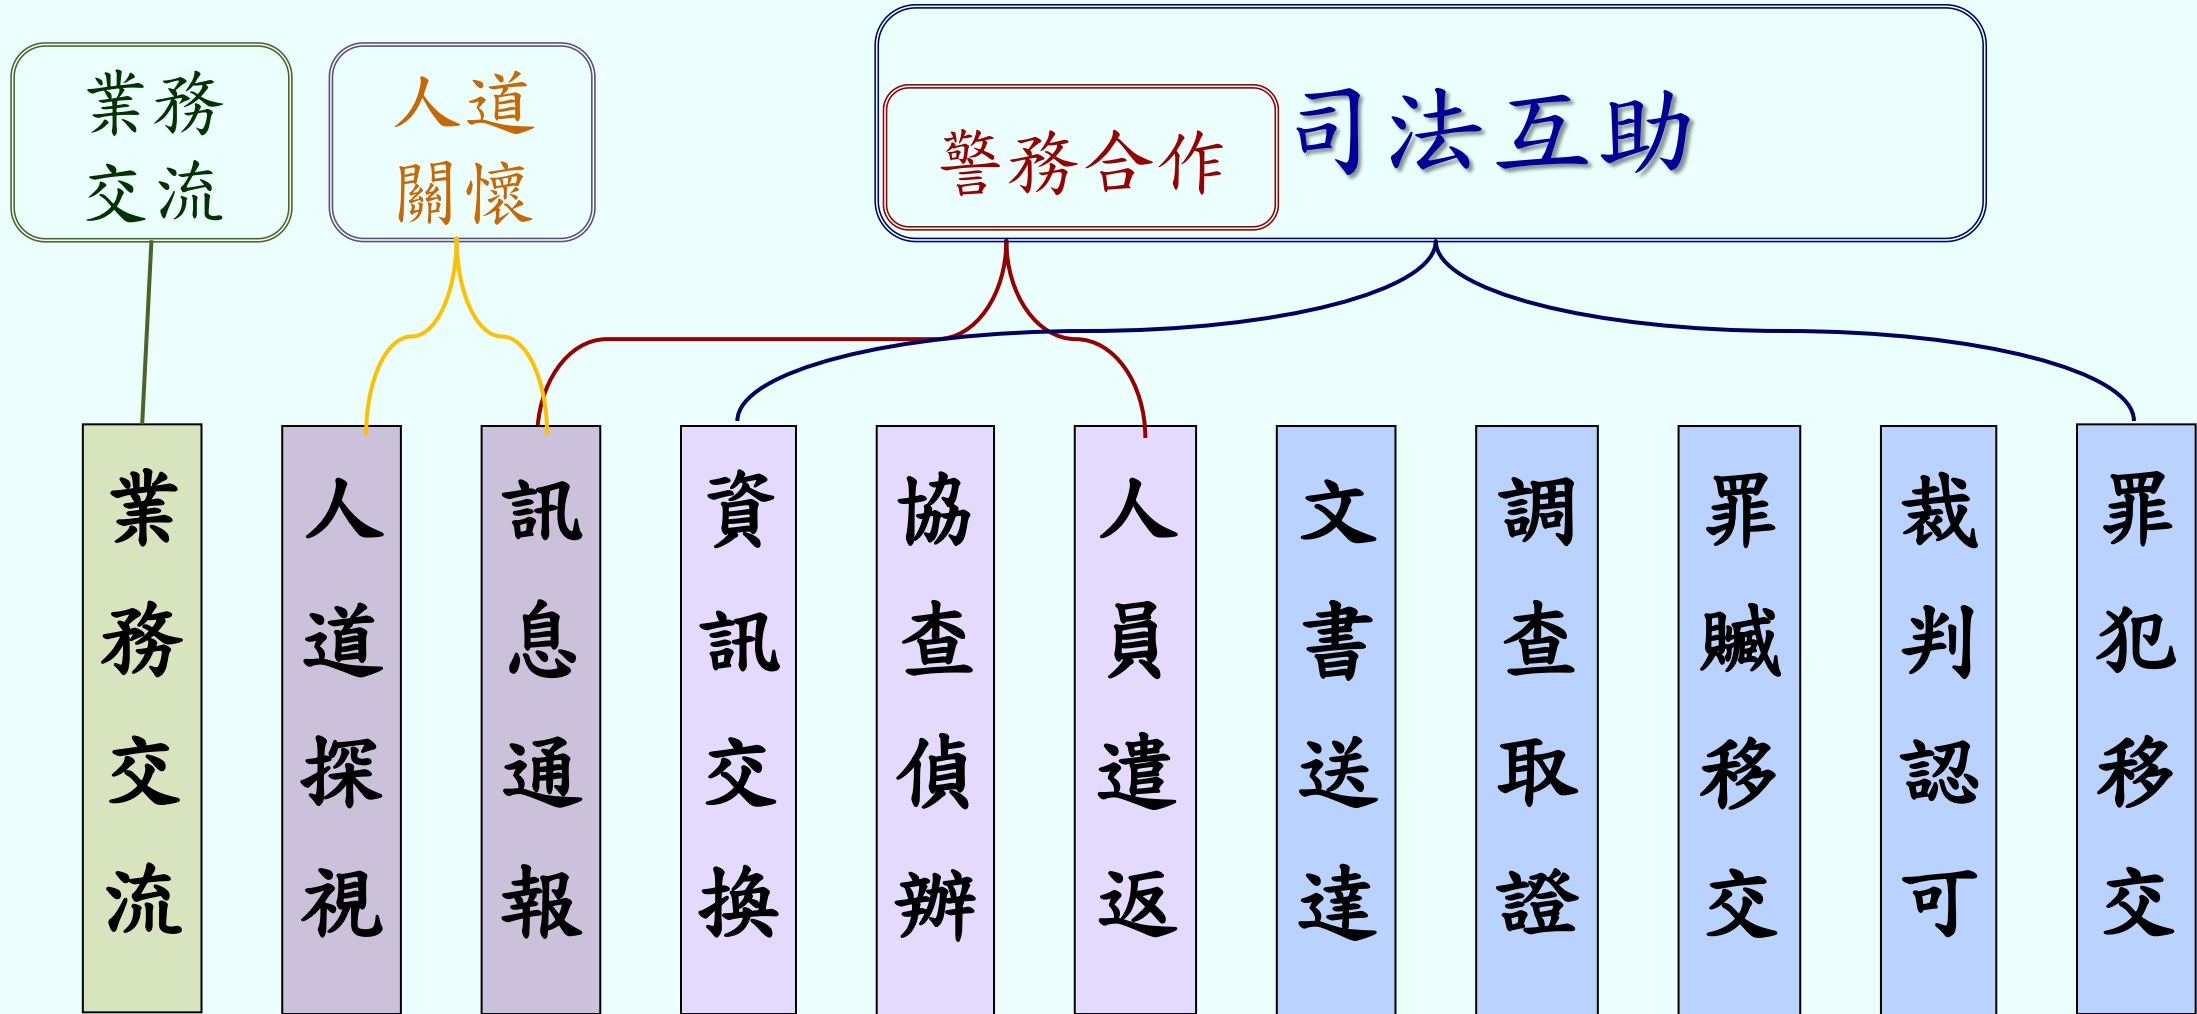 業務
交流
人道
關懷
警務合作
司法互助
業務交流
人道探視
訊息通報
資訊交換
協查偵辦
人員遣返
文書送達
調查取證
罪贓移交
裁判認可
罪犯移交